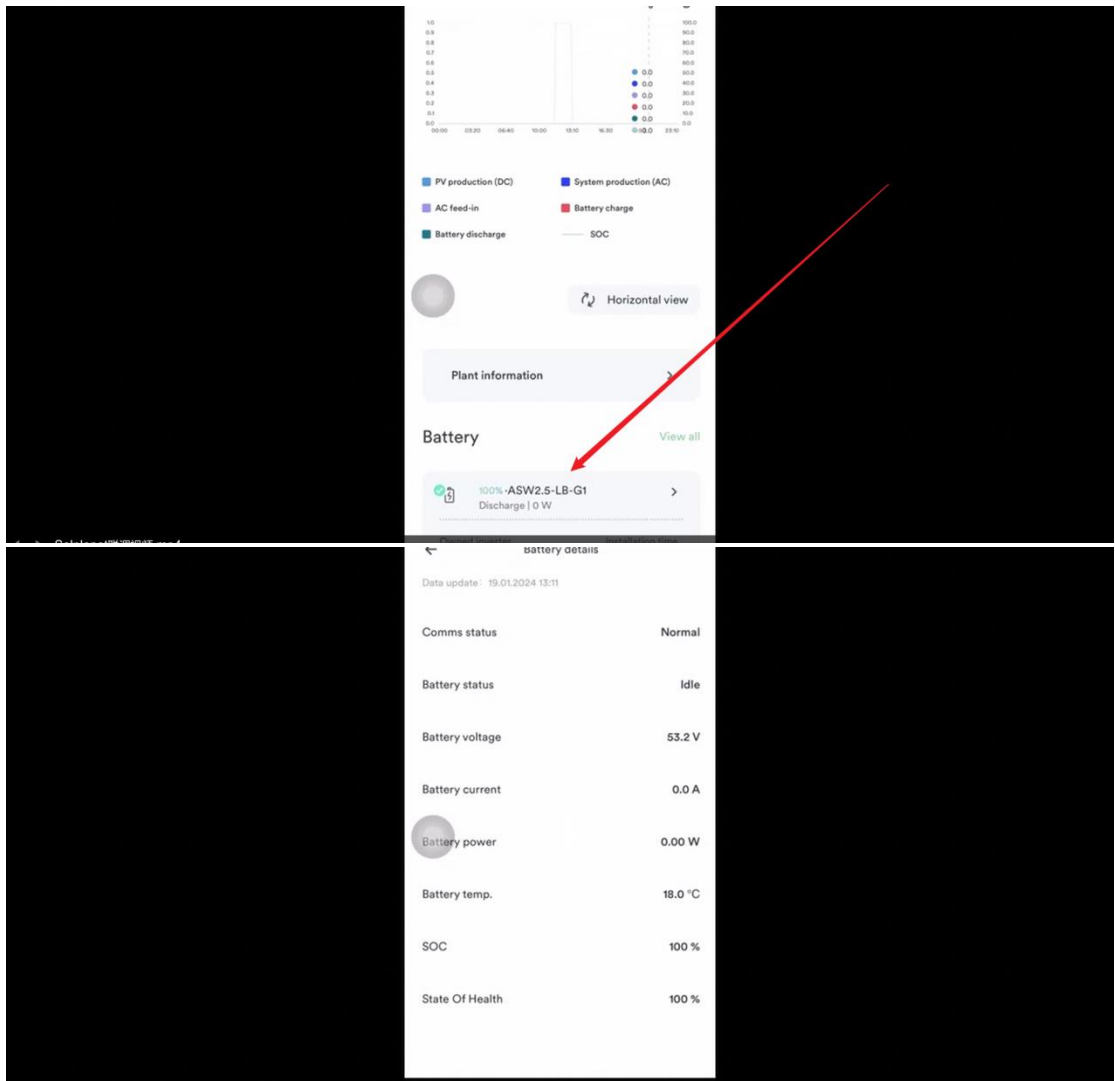 1.0 100.0
0.9 90.0
0.8 80.0
0.7 70.0
0.6 60.0
0.5 0.0 50.0
0.4 0.0 40.0
0.3 0.0 30.0
0.2 0.0 20.0
0.1 0.0 10.0
0.0 0.0 0.0
00:00 03:20 06:40 10:00 13:10 16:30 23:10
PV production (DC) System production (AC)
AC feed-in Battery charge
Battery discharge SOC
Horizontal view
Plant information
Battery View all
100%·ASW2.5-LB-G1
Discharge | 0 W
Owned inverter Installation time
Battery details
Data update: 19.01.2024 13:11
Comms status Normal
Battery status Idle
Battery voltage 53.2 V
Battery current 0.0 A
Battery power 0.00 W
Battery temp. 18.0 °C
SOC 100 %
State Of Health 100 %